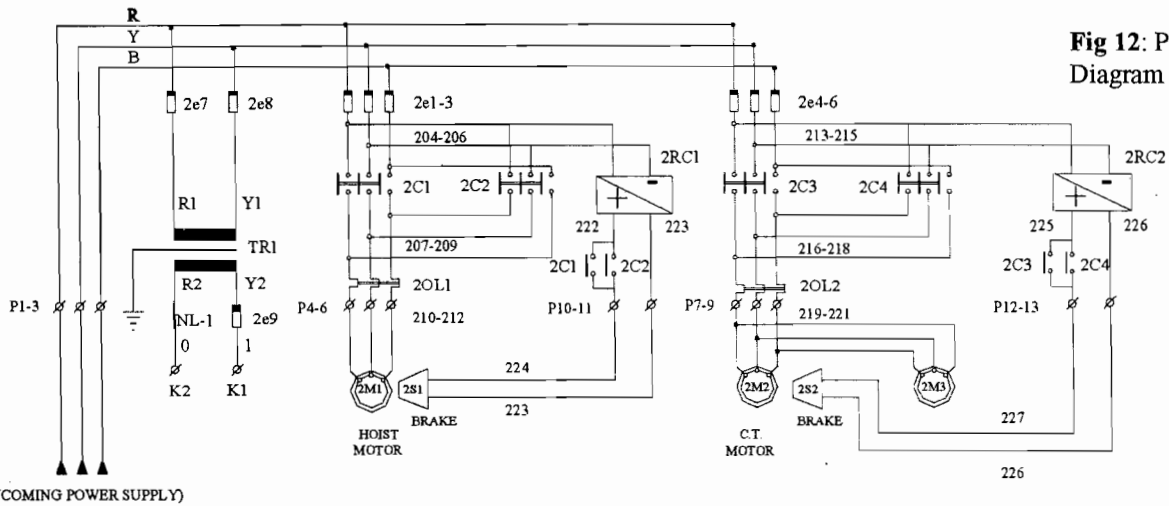 R
Fig 12: P
Y
Diagram
B
2e7 2e8 2e1-3 2e4-6
204-206 213-215
2RC1 2RC2
2C1 2C2 2C3 2C4
R1 Y1
+ - + -
222 223 225 226
TR1
207-209 216-218
R2 Y2
2C1 2C2 2C3 2C4
2OL1 2OL2
P1-3 P4-6 P10-11 P7-9 P12-13
NL-1 2e9 210-212 219-221
0 1
224
K2 K1 2M1 2S1 2M2 2S2 2M3
223 227
BRAKE BRAKE
HOIST
MOTOR
C.T.
MOTOR
226
COMING POWER SUPPLY)